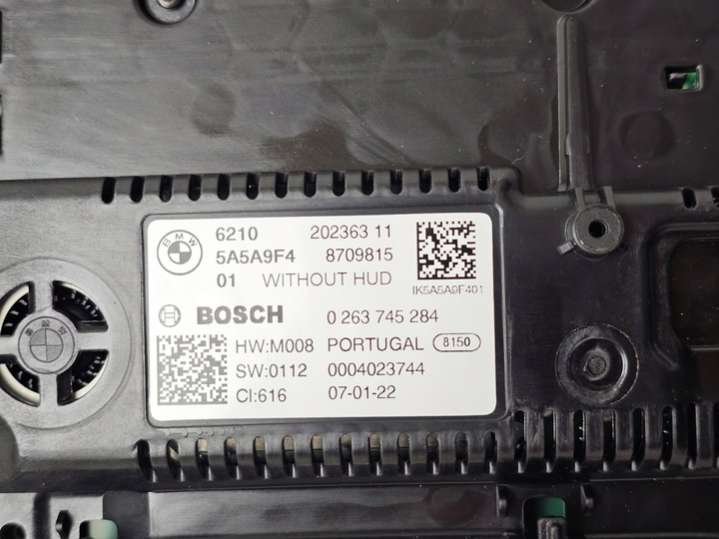 BMW
6210 202363 11
5A5A9F4 8709815
01 WITHOUT HUD
IK5A5A9F401
BOSCH 0 263 745 284
HW:M008 PORTUGAL 8150
SW:0112 0004023744
CI:616 07-01-22